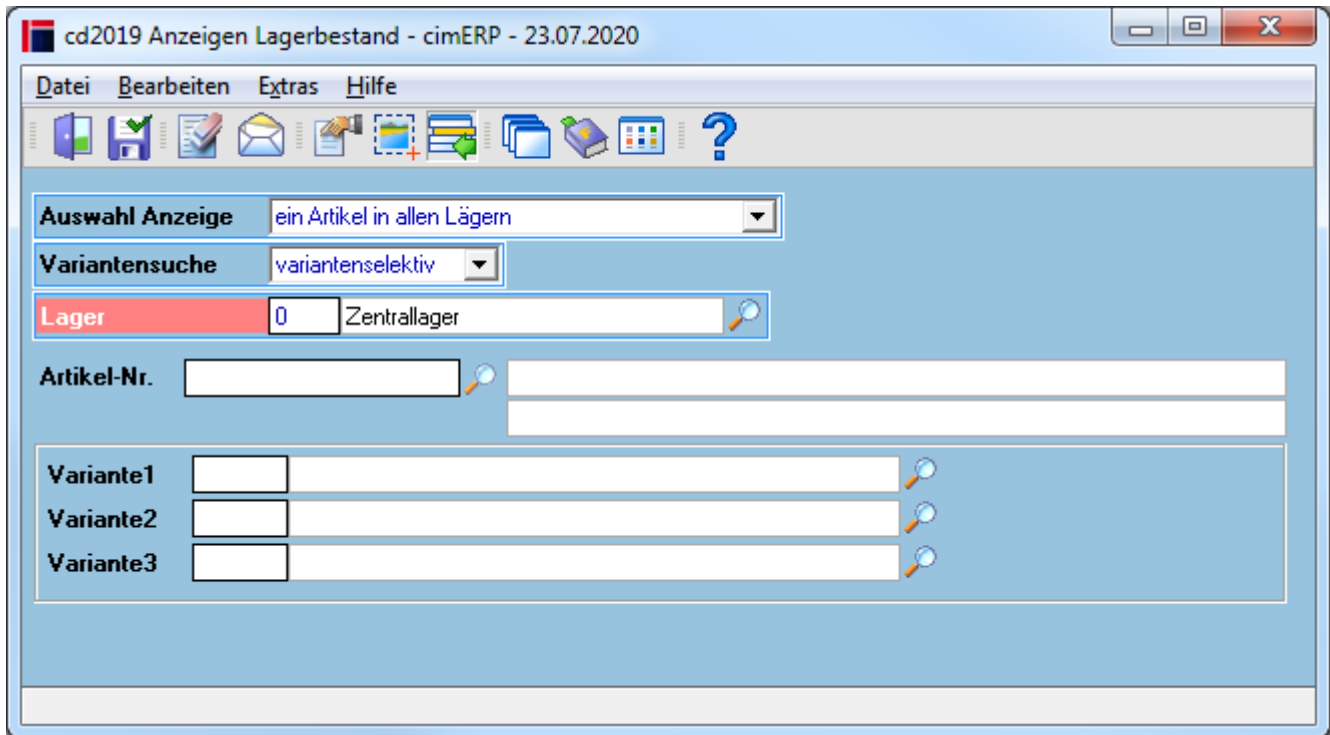 cd2019 Anzeigen Lagerbestand - cimERP - 23.07.2020
Datei Bearbeiten Extras Hilfe
Auswahl Anzeige ein Artikel in allen Lägern
Variantensuche variantenselektiv
Lager 0 Zentrallager
Artikel-Nr.
Variante1
Variante2
Variante3